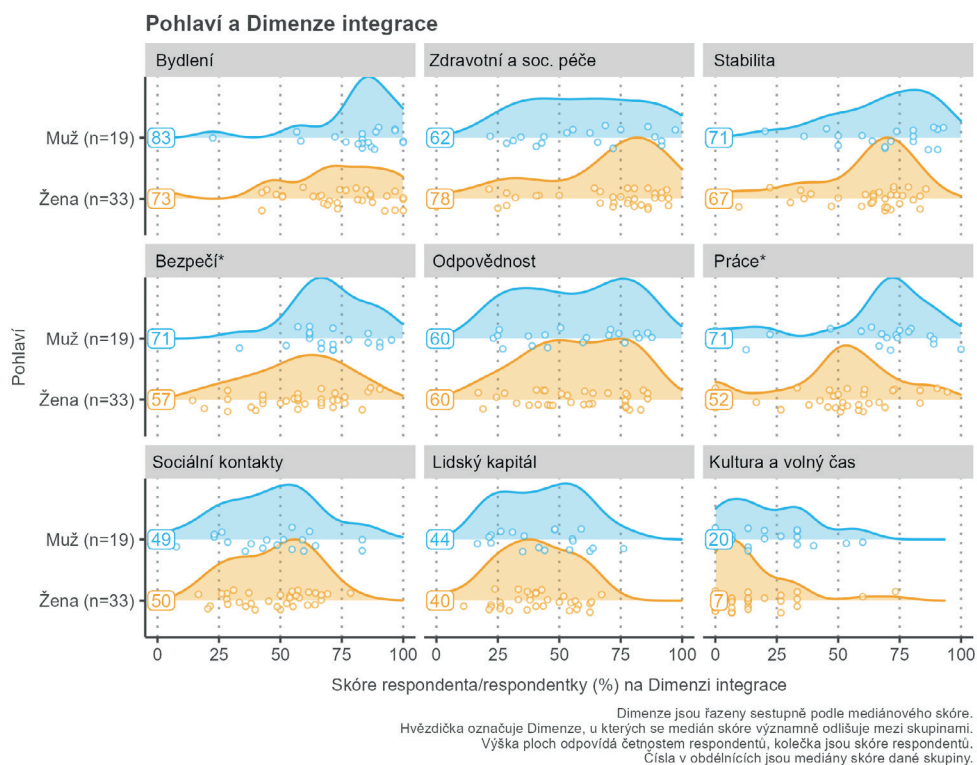 Pohlaví a Dimenze integrace
Bydlení
Zdravotní a soc. péče
Stabilita
Muž (n=19)
83
62
71
Žena (n=33)
73
78
67
Bezpečí*
Odpovědnost
Práce*
Muž (n=19)
71
60
71
Žena (n=33)
57
60
52
Pohlaví
Sociální kontakty
Lidský kapitál
Kultura a volný čas
Muž (n=19)
49
44
20
Žena (n=33)
50
40
7
0 25 50 75 100
0 25 50 75 100
0 25 50 75 100
Skóre respondenta/respondentky (%) na Dimenzi integrace
Dimenze jsou řazeny sestupně podle mediánového skóre.
Hvězdička označuje Dimenze, u kterých se medián skóre významně odlišuje mezi skupinami.
Výška ploch odpovídá četnostem respondentů, kolečka jsou skóre respondentů.
Čísla v obdélnících jsou mediány skóre dané skupiny.